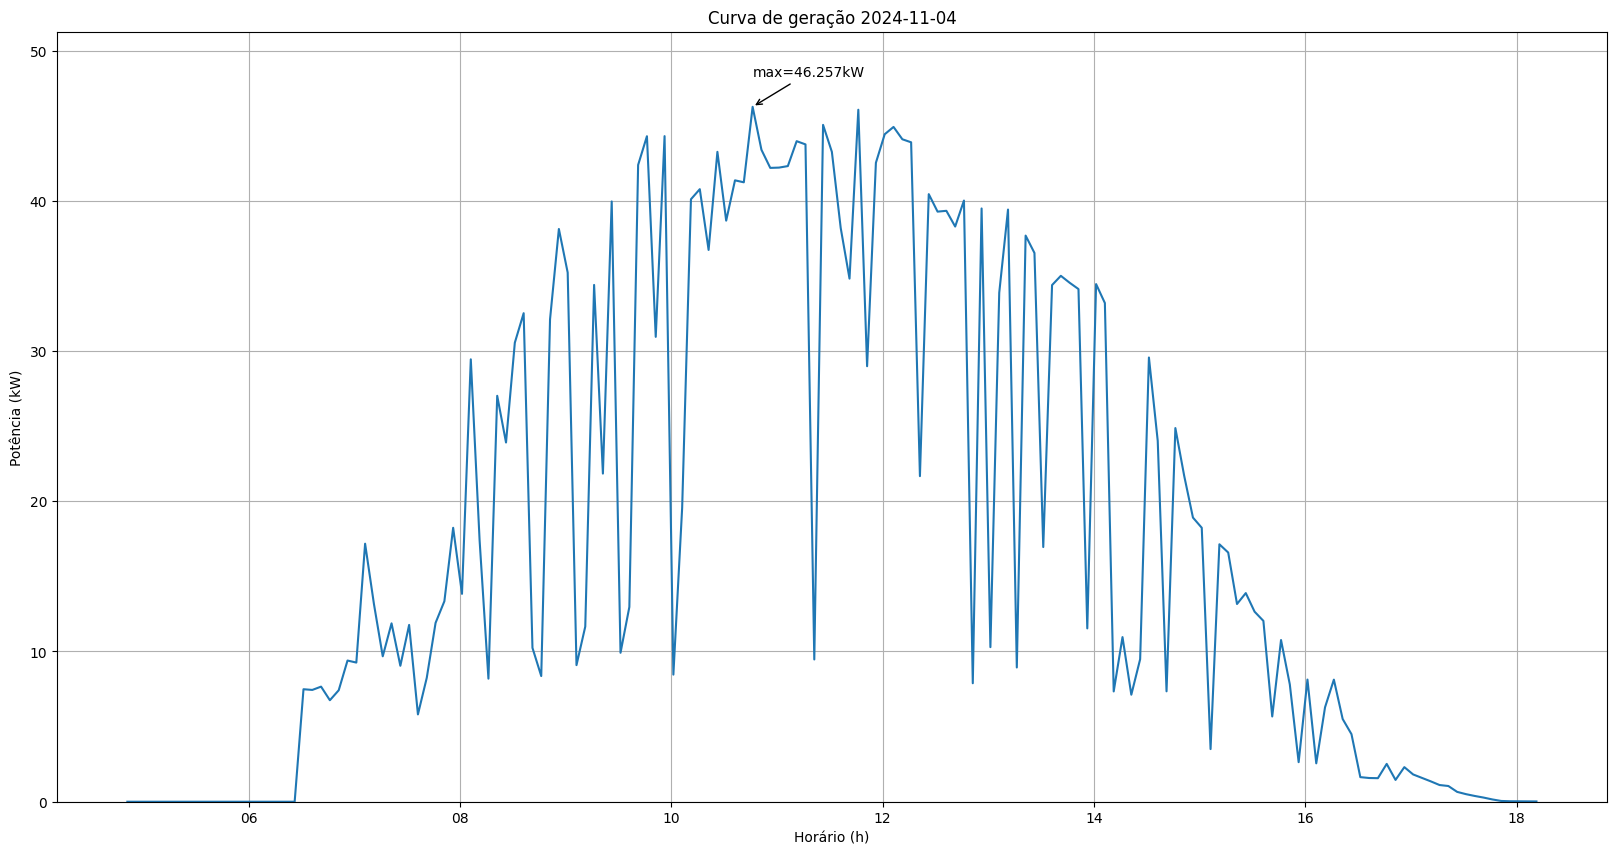 Curva de geração 2024-11-04
50
max=46.257kW
40
30
Potência (kW)
20
10
0
06 08 10 12 14 16 18
Horário (h)